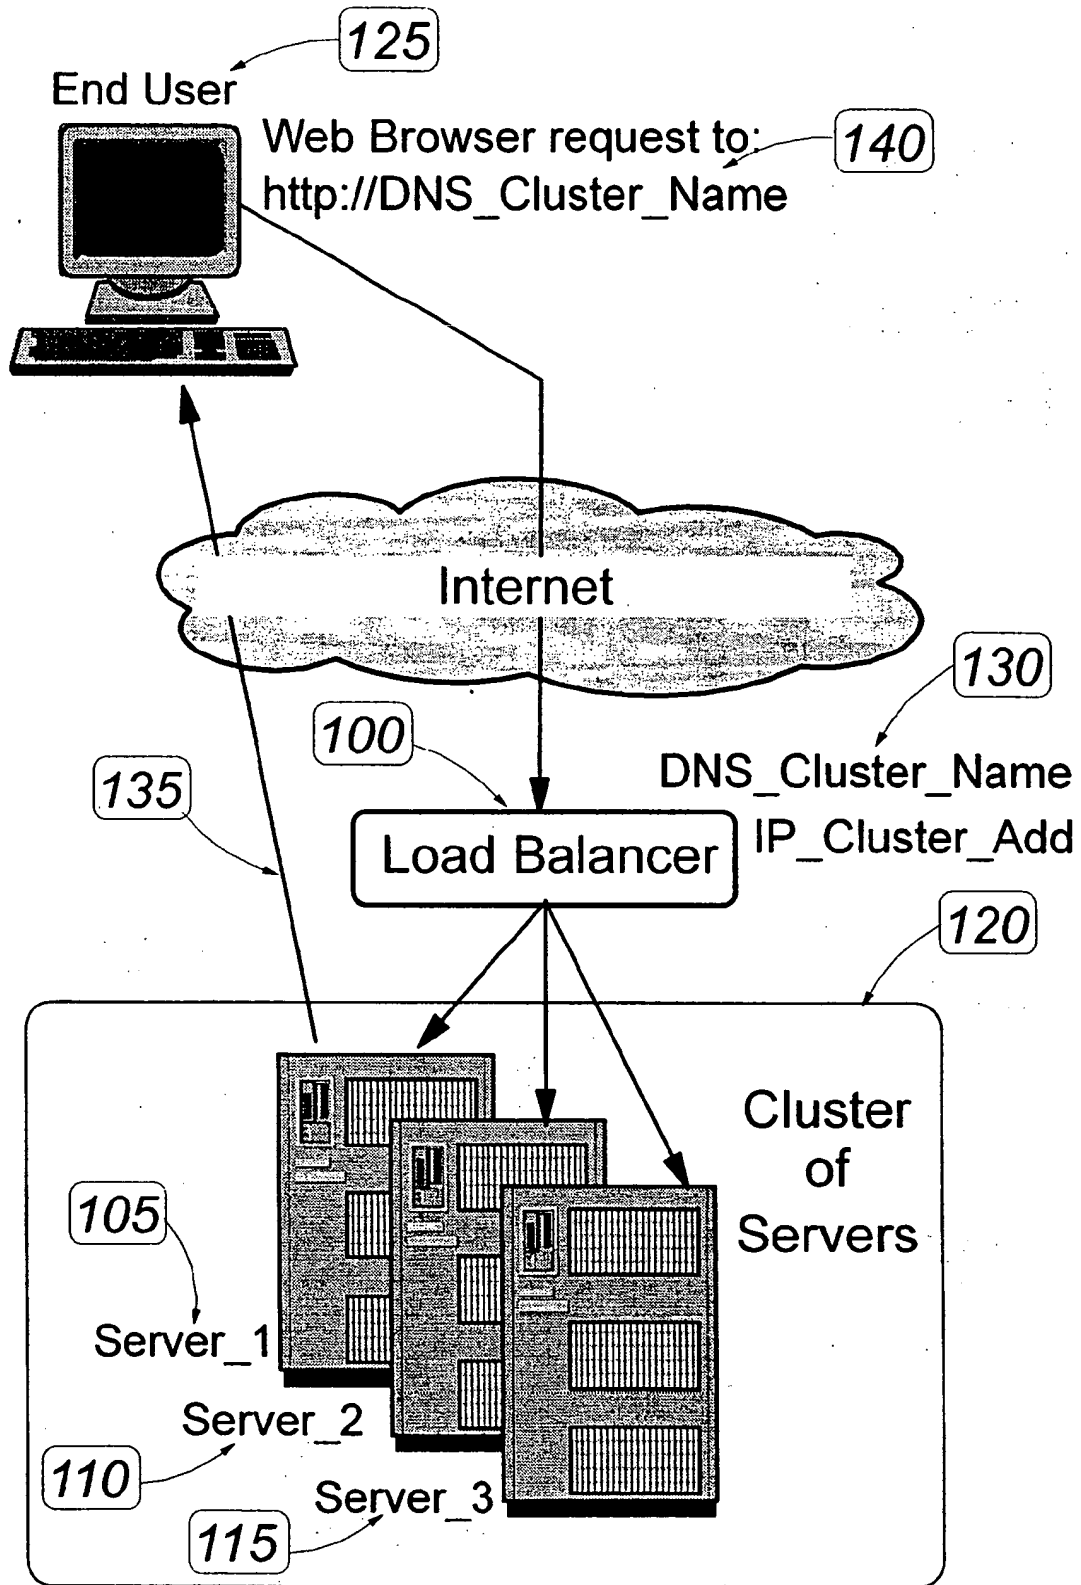 125
End User
Web Browser request to:
140
http://DNS_Cluster_Name
Internet
130
100
DNS_Cluster_Name
135
Load Balancer
IP_Cluster_Add
120
Cluster
of
Servers
105
Server_1
Server_2
110
Server_3
115